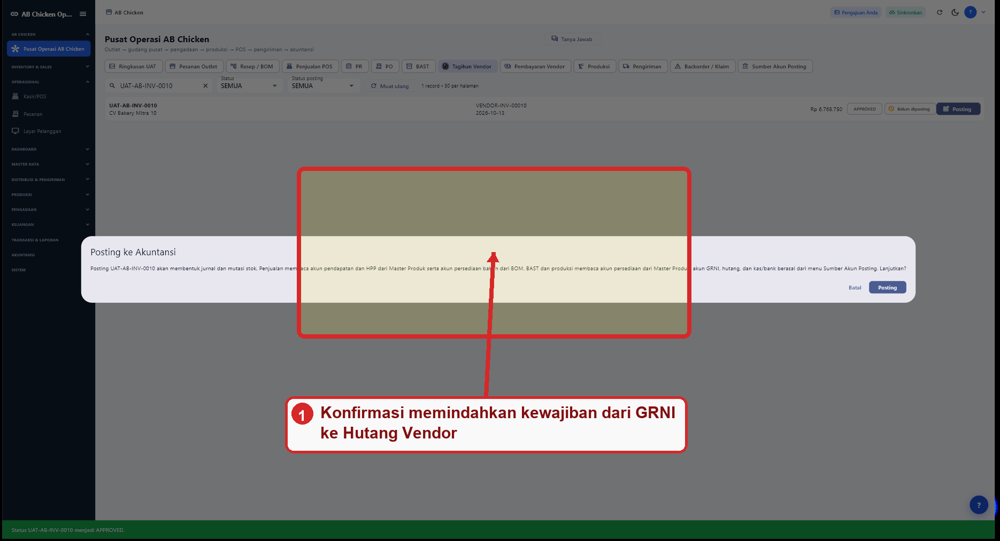 AB Chicken Op...
AB Chicken
Pengajuan Anda
Sinkronkan
?
AB CHICKEN
Pusat Operasi AB Chicken
INVENTORY & SALES
OPERASIONAL
Kasir/POS
Pesanan
Layar Pelanggan
DASHBOARD
MASTER DATA
DISTRIBUSI & PENGIRIMAN
PRODUKSI
PENGADAAN
KEUANGAN
TRANSAKSI & LAPORAN
AKUNTANSI
SISTEM
Pusat Operasi AB Chicken
Outlet → gudang pusat → pengadaan → produksi → POS → pengiriman → akuntansi
Tanya Jawab
Ringkasan UAT
Pesanan Outlet
Resep / BOM
Penjualan POS
PR
PO
BAST
Tagihan Vendor
Pembayaran Vendor
Produksi
Pengiriman
Backorder / Klaim
Sumber Akun Posting
UAT-AB-INV-0010
Status
SEMUA
Status posting
SEMUA
Muat ulang
1 record • 50 per halaman
UAT-AB-INV-0010
CV Bakery Mitra 10
VENDOR-INV-00010
2026-10-13
Rp 6.768.750
APPROVED
Belum diposting
Posting
Posting ke Akuntansi
Posting UAT-AB-INV-0010 akan membentuk jurnal dan mutasi stok. Penjualan membaca akun pendapatan dan HPP dari Master Produk serta akun persediaan bahan dari BOM. BAST dan produksi membaca akun persediaan dari Master Produk akun GRNI, hutang, dan kas/bank berasal dari menu Sumber Akun Posting. Lanjutkan?
Batal
Posting
1
Konfirmasi memindahkan kewajiban dari GRNI
ke Hutang Vendor
?
Status UAT-AB-INV-0010 menjadi APPROVED.